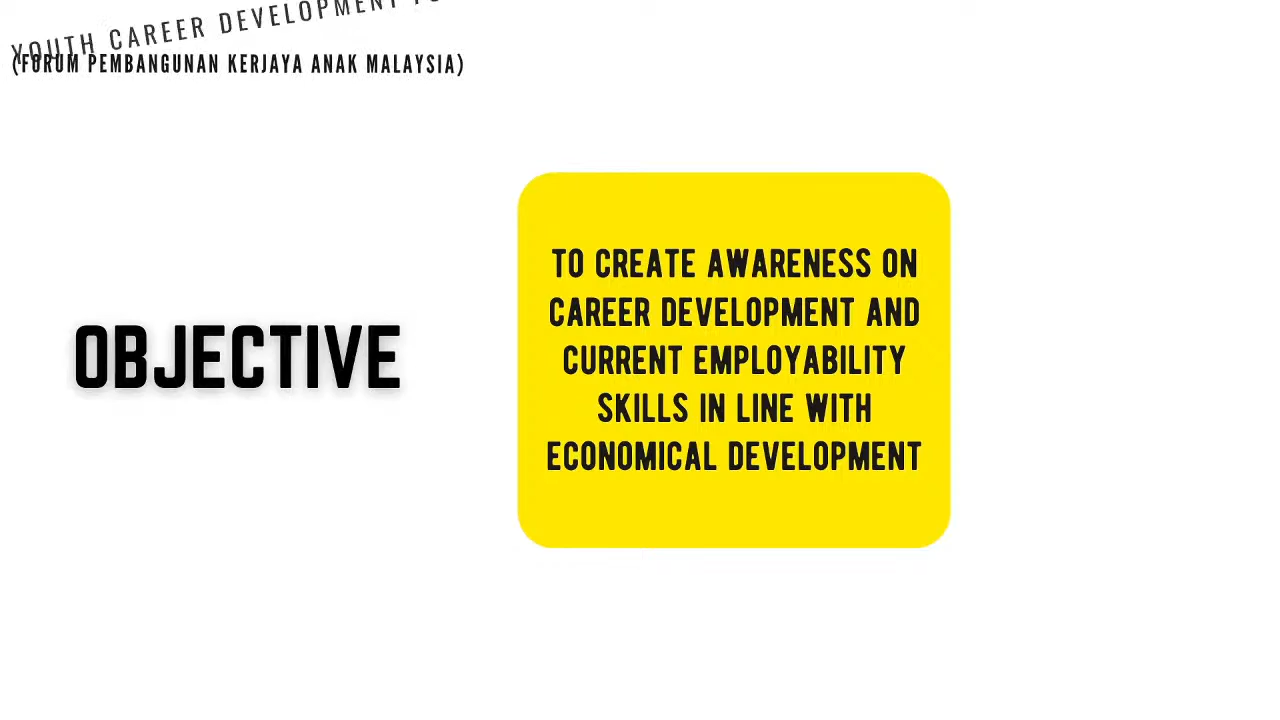 YOUTH CAREER DEVELOPMENT
(FORUM PEMBANGUNAN KERJAYA ANAK MALAYSIA)
OBJECTIVE
TO CREATE AWARENESS ON
CAREER DEVELOPMENT AND
CURRENT EMPLOYABILITY
SKILLS IN LINE WITH
ECONOMICAL DEVELOPMENT